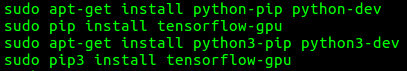 sudo apt-get install python-pip python-dev
sudo pip install tensorflow-gpu
sudo apt-get install python3-pip python3-dev
sudo pip3 install tensorflow-gpu